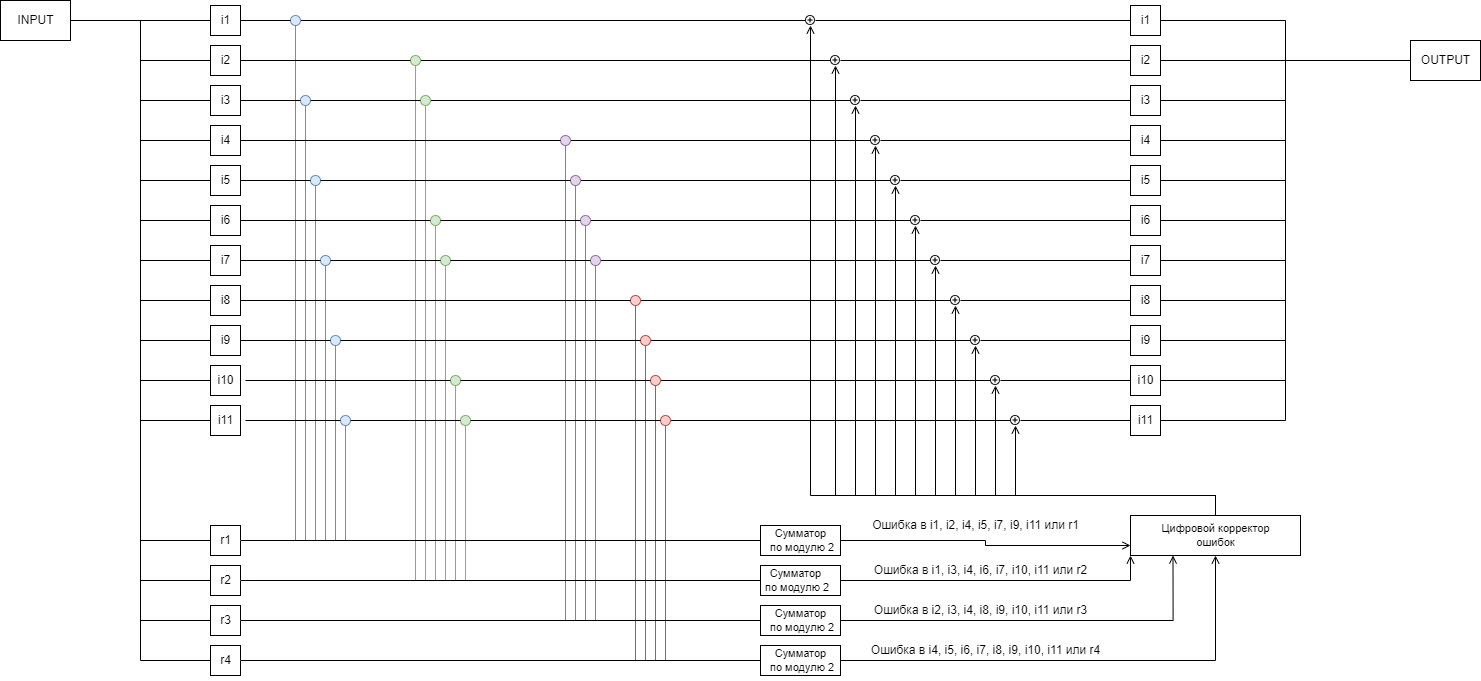 INPUT
i1
i1
i2
i2
OUTPUT
i3
i3
i4
i4
i5
i5
i6
i6
i7
i7
i8
i8
i9
i9
i10
i10
i11
i11
r1
Сумматор
по модулю 2
Ошибка в i1, i2, i4, i5, i7, i9, i11 или r1
Цифровой корректор
ошибок
r2
Сумматор
по модулю 2
Ошибка в i1, i3, i4, i6, i7, i10, i11 или r2
r3
Сумматор
по модулю 2
Ошибка в i2, i3, i4, i8, i9, i10, i11 или r3
r4
Сумматор
по модулю 2
Ошибка в i4, i5, i6, i7, i8, i9, i10, i11 или r4